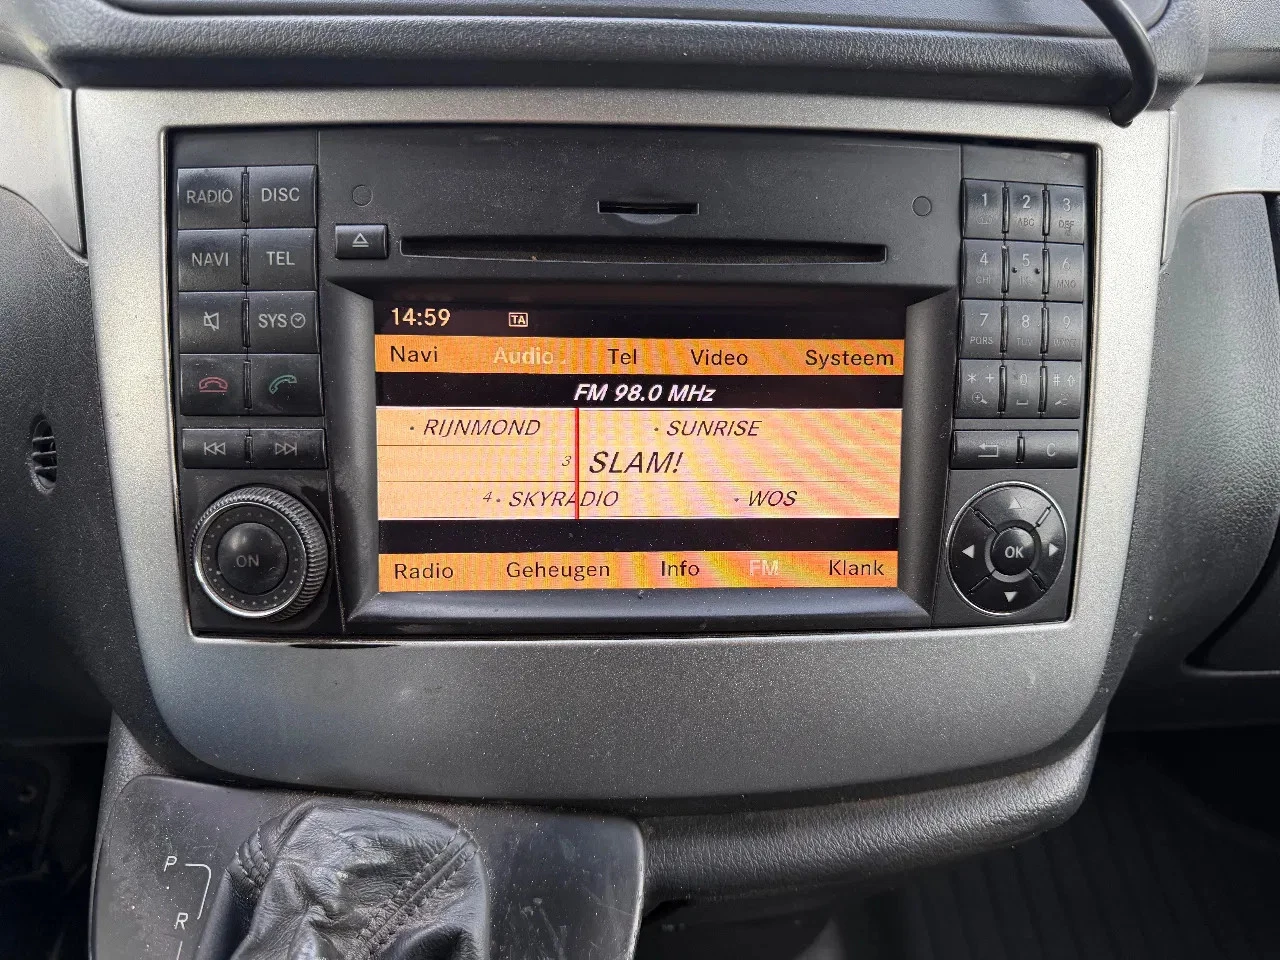 RADIO DISC
NAVI TEL
SYS
14:59 TA
Navi Audio Tel Video Systeem
FM 98.0 MHz
· RIJNMOND · SUNRISE
3 SLAM!
4 · SKYRADIO · WOS
Radio Geheugen Info FM Klank
ON
1 2 ABC 3 DEF
4 GHI 5 6 MNO
7 PQRS 8 TUV 9
* + 0 #
C
OK
P
R